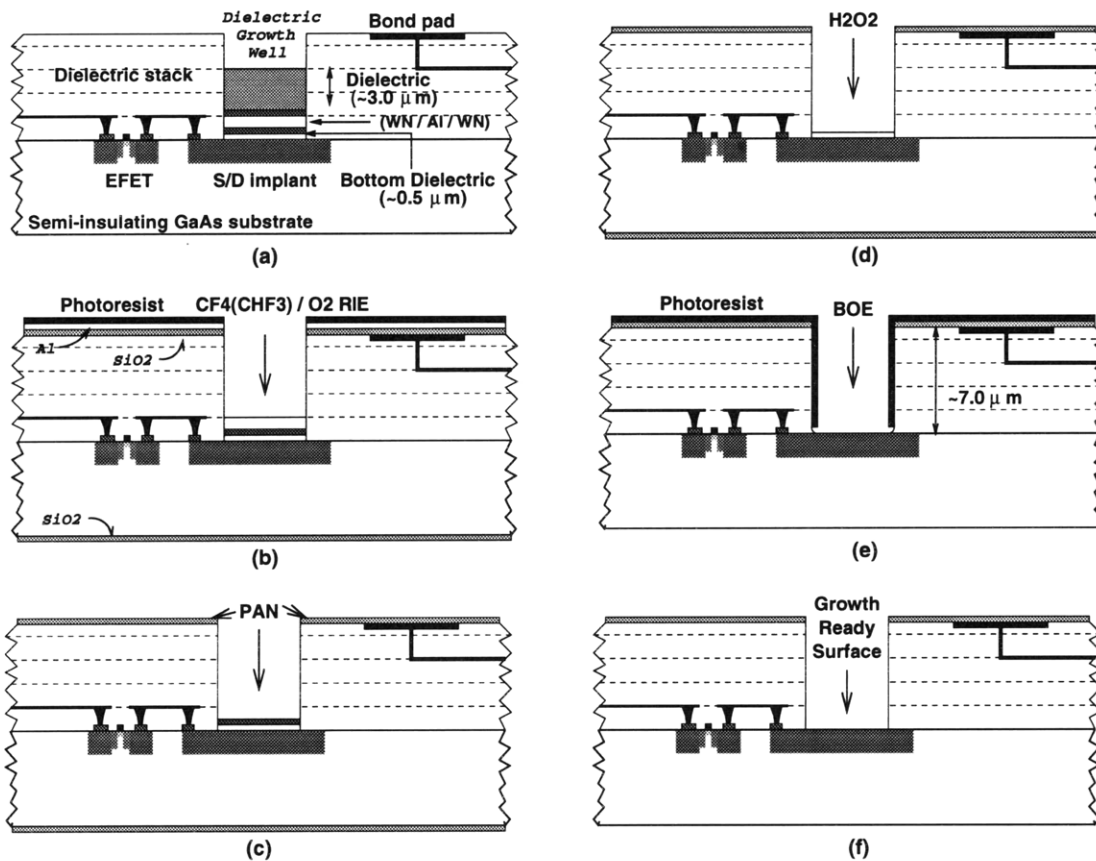 Dielectric
Growth
Well
Bond pad
Dielectric stack
Dielectric
(~3.0 μm)
(WN / Al / WN)
EFET
S/D implant
Bottom Dielectric
(~0.5 μm)
Semi-insulating GaAs substrate
(a)
Photoresist
CF4(CHF3) / O2 RIE
Al
SiO2
SiO2
(b)
PAN
(c)
H2O2
(d)
Photoresist
BOE
~7.0 μm
(e)
Growth
Ready
Surface
(f)